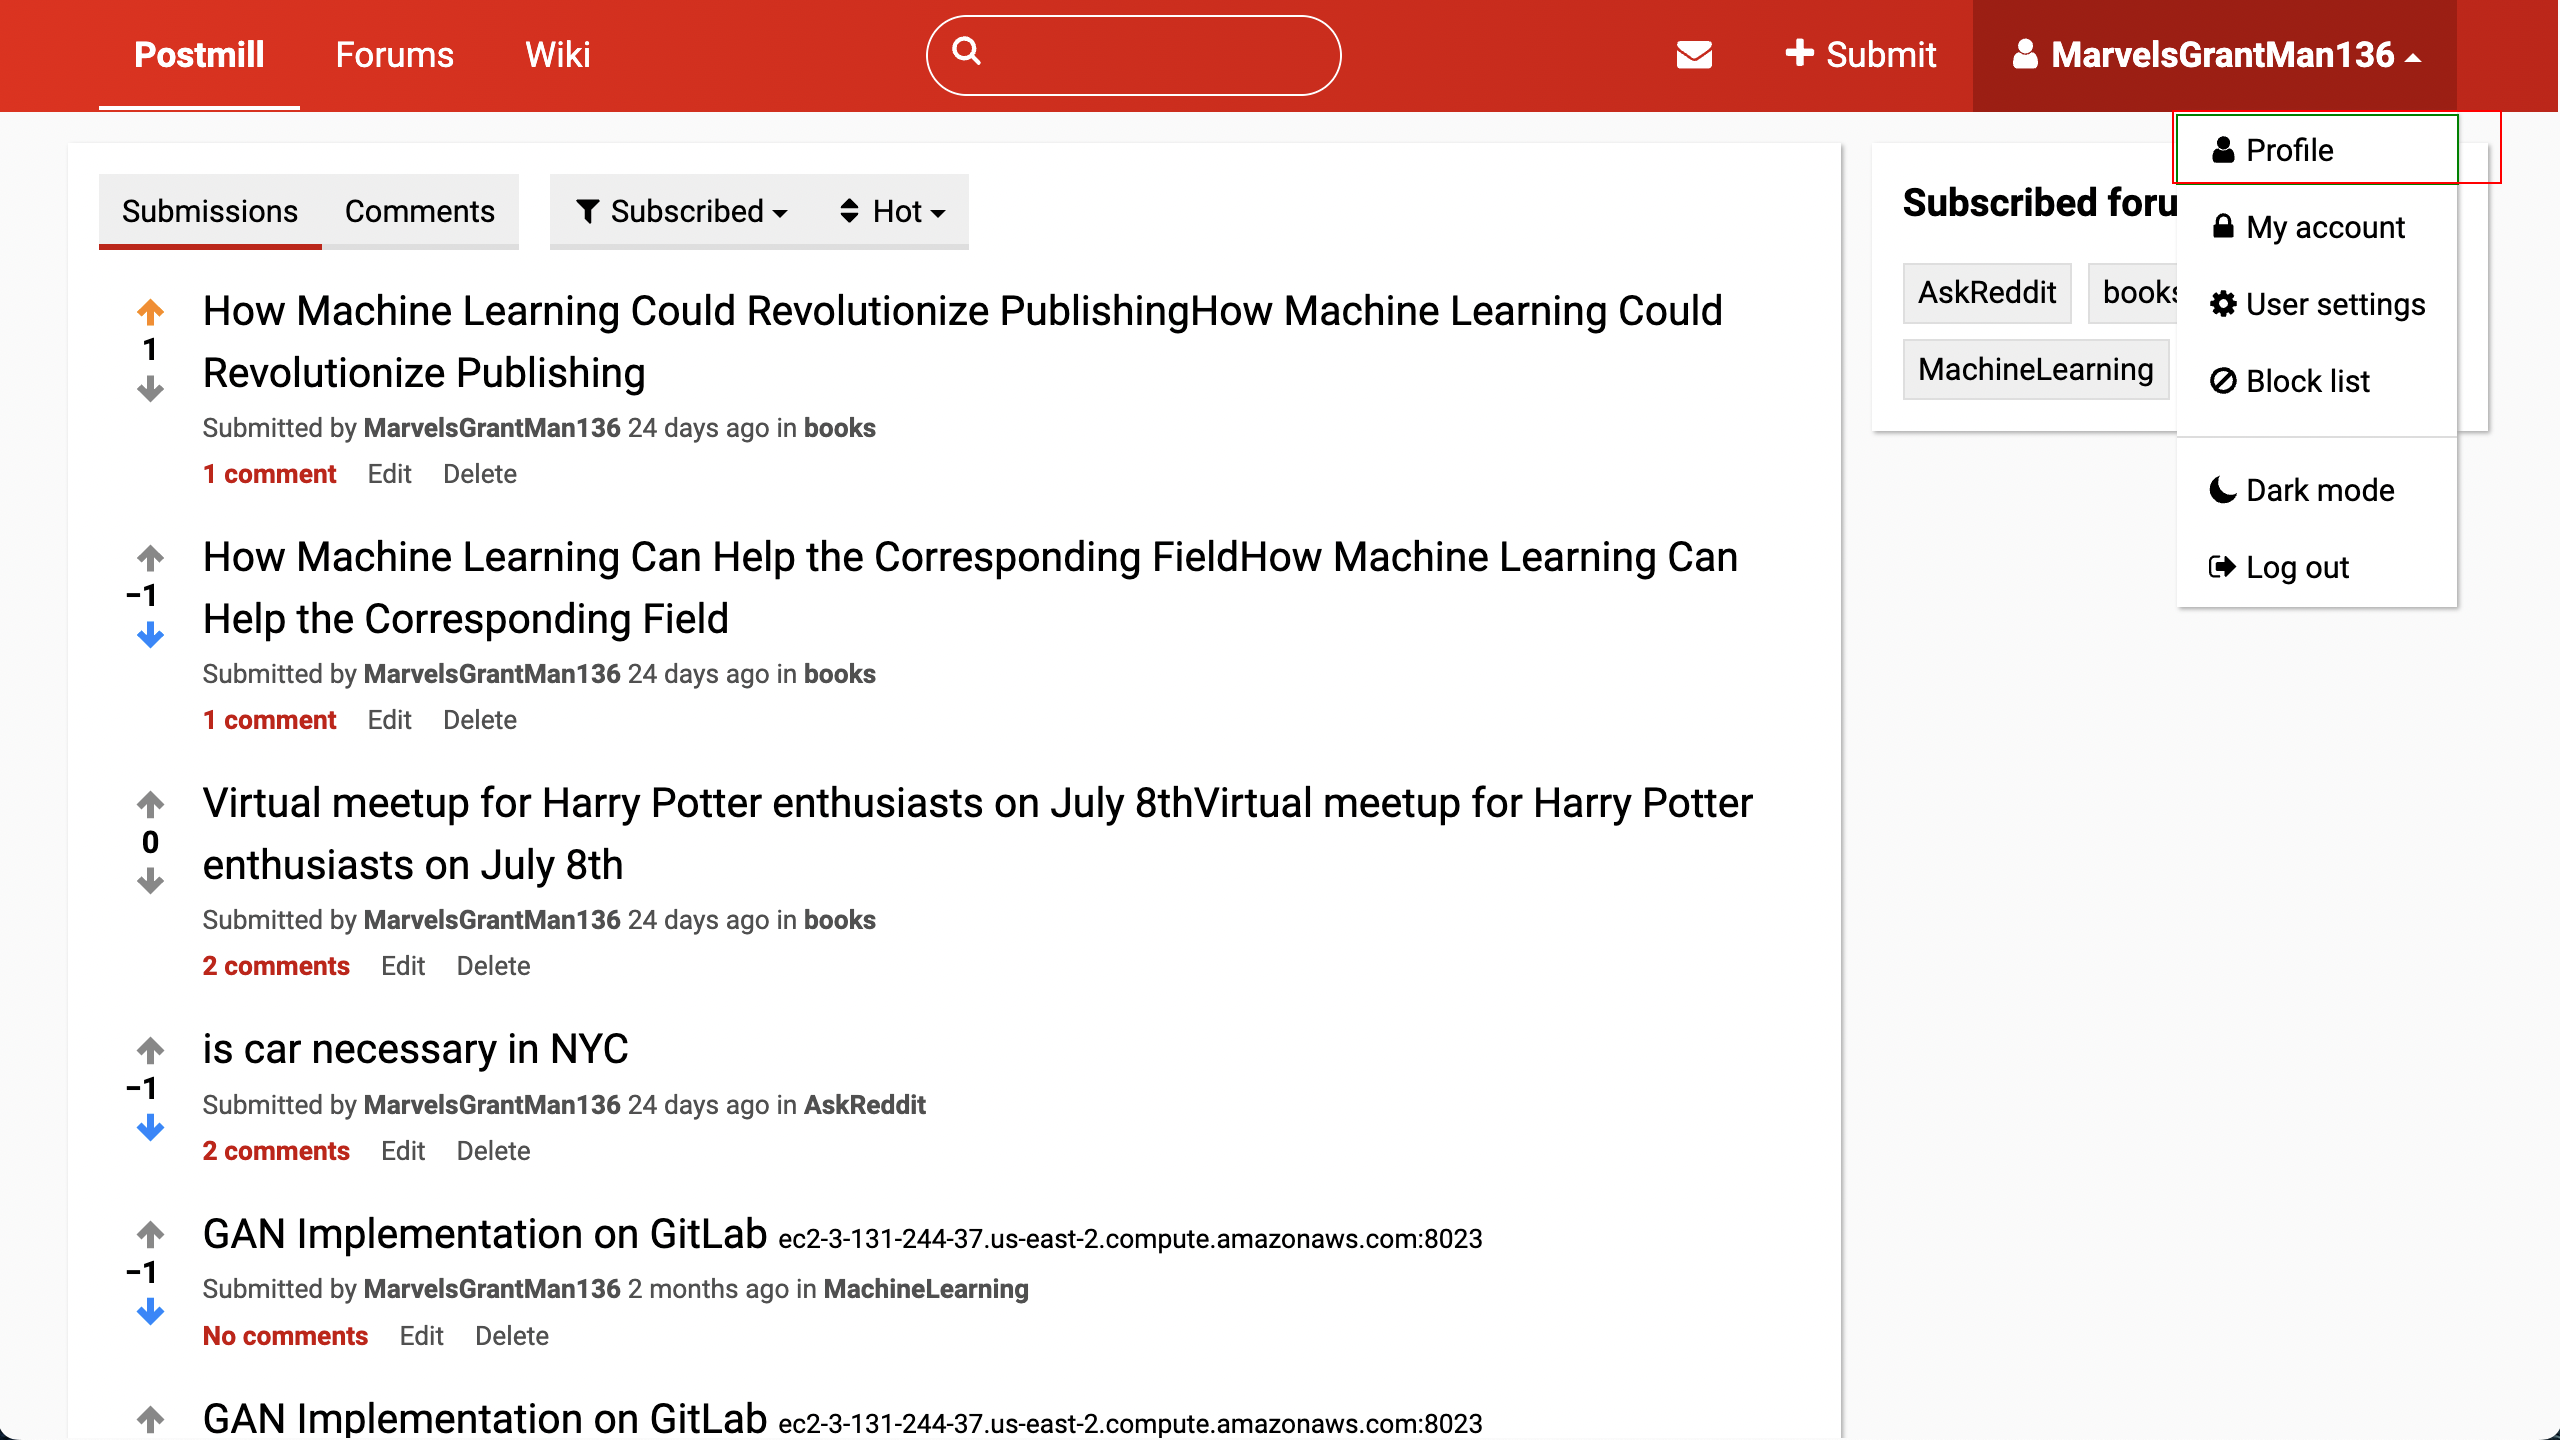 Postmill Forums Wiki Submit MarvelsGrantMan136
Submissions Comments Subscribed Hot
How Machine Learning Could Revolutionize PublishingHow Machine Learning Could
Revolutionize Publishing
1
Submitted by MarvelsGrantMan136 24 days ago in books
1 comment Edit Delete
How Machine Learning Can Help the Corresponding FieldHow Machine Learning Can
Help the Corresponding Field
−1
Submitted by MarvelsGrantMan136 24 days ago in books
1 comment Edit Delete
Virtual meetup for Harry Potter enthusiasts on July 8thVirtual meetup for Harry Potter
enthusiasts on July 8th
0
Submitted by MarvelsGrantMan136 24 days ago in books
2 comments Edit Delete
is car necessary in NYC
−1
Submitted by MarvelsGrantMan136 24 days ago in AskReddit
2 comments Edit Delete
GAN Implementation on GitLab ec2-3-131-244-37.us-east-2.compute.amazonaws.com:8023
−1
Submitted by MarvelsGrantMan136 2 months ago in MachineLearning
No comments Edit Delete
GAN Implementation on GitLab ec2-3-131-244-37.us-east-2.compute.amazonaws.com:8023
Subscribed foru
AskReddit books
MachineLearning
Profile
My account
User settings
Block list
Dark mode
Log out